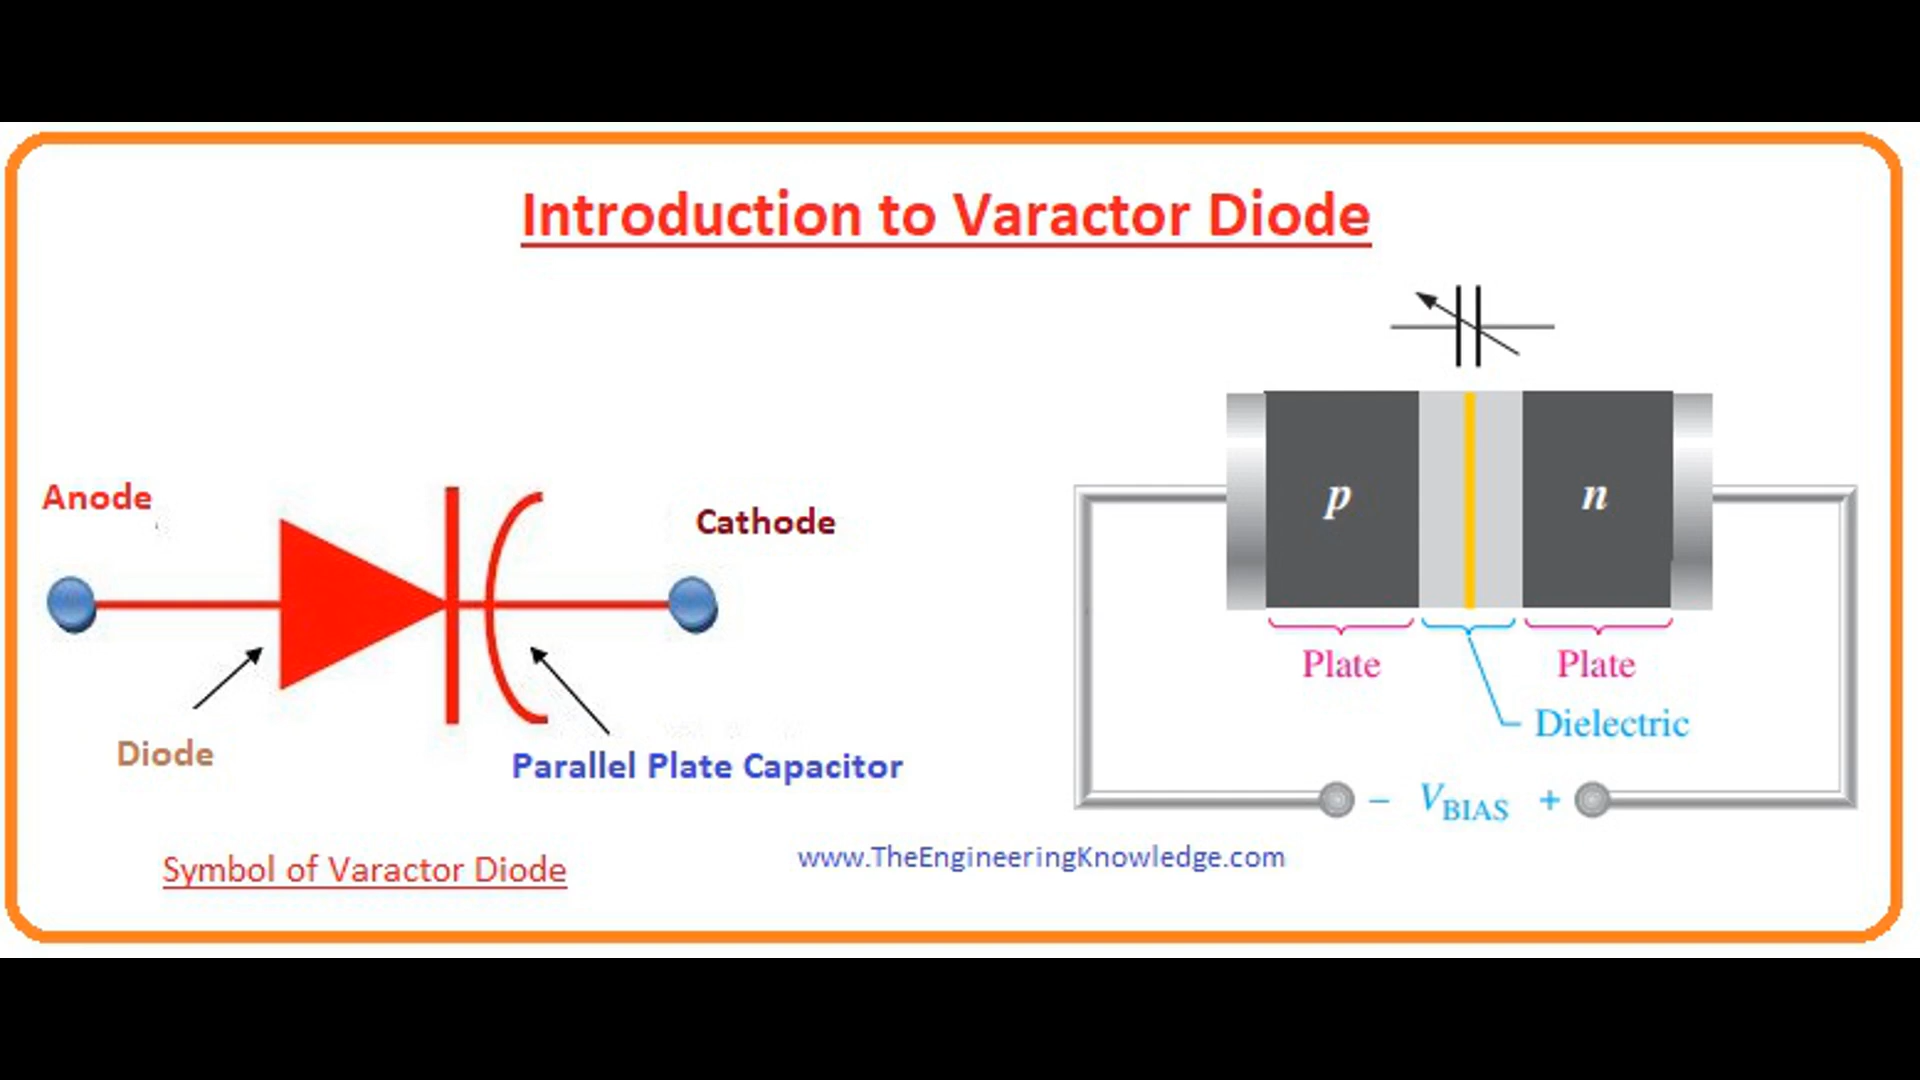 Introduction to Varactor Diode
Anode
Cathode
Diode
Parallel Plate Capacitor
Symbol of Varactor Diode
p
n
Plate
Plate
Dielectric
− VBIAS +
www.TheEngineeringKnowledge.com